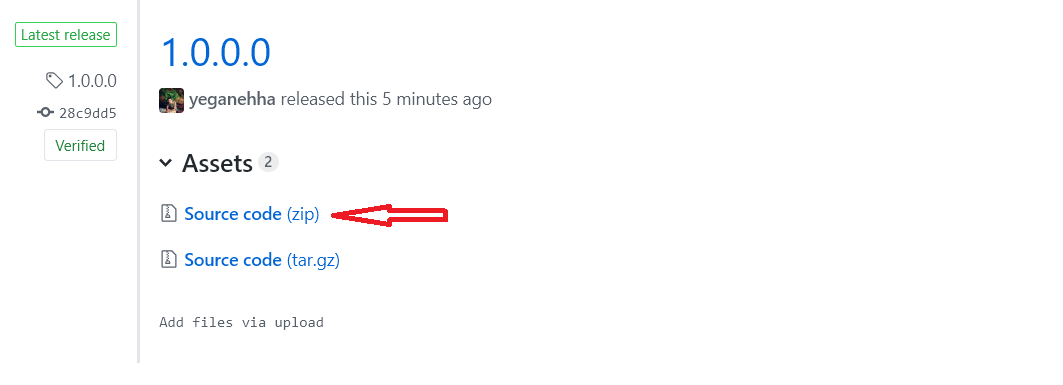 Latest release
1.0.0.0
28c9dd5
Verified
1.0.0.0
yeganehha released this 5 minutes ago
Assets 2
Source code (zip)
Source code (tar.gz)
Add files via upload